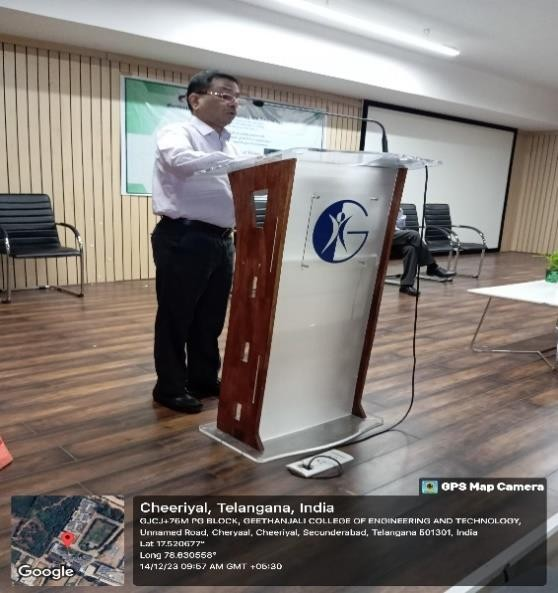 G
GPS Map Camera
Cheeriyal, Telangana, India
GJCJ+76M PG BLOCK, GEETHANJALI COLLEGE OF ENGINEERING AND TECHNOLOGY,
Unnamed Road, Cheryaal, Cheeriyal, Secunderabad, Telangana 501301, India
Lat 17.520677°
Long 78.630558°
14/12/23 09:57 AM GMT +05:30
Google